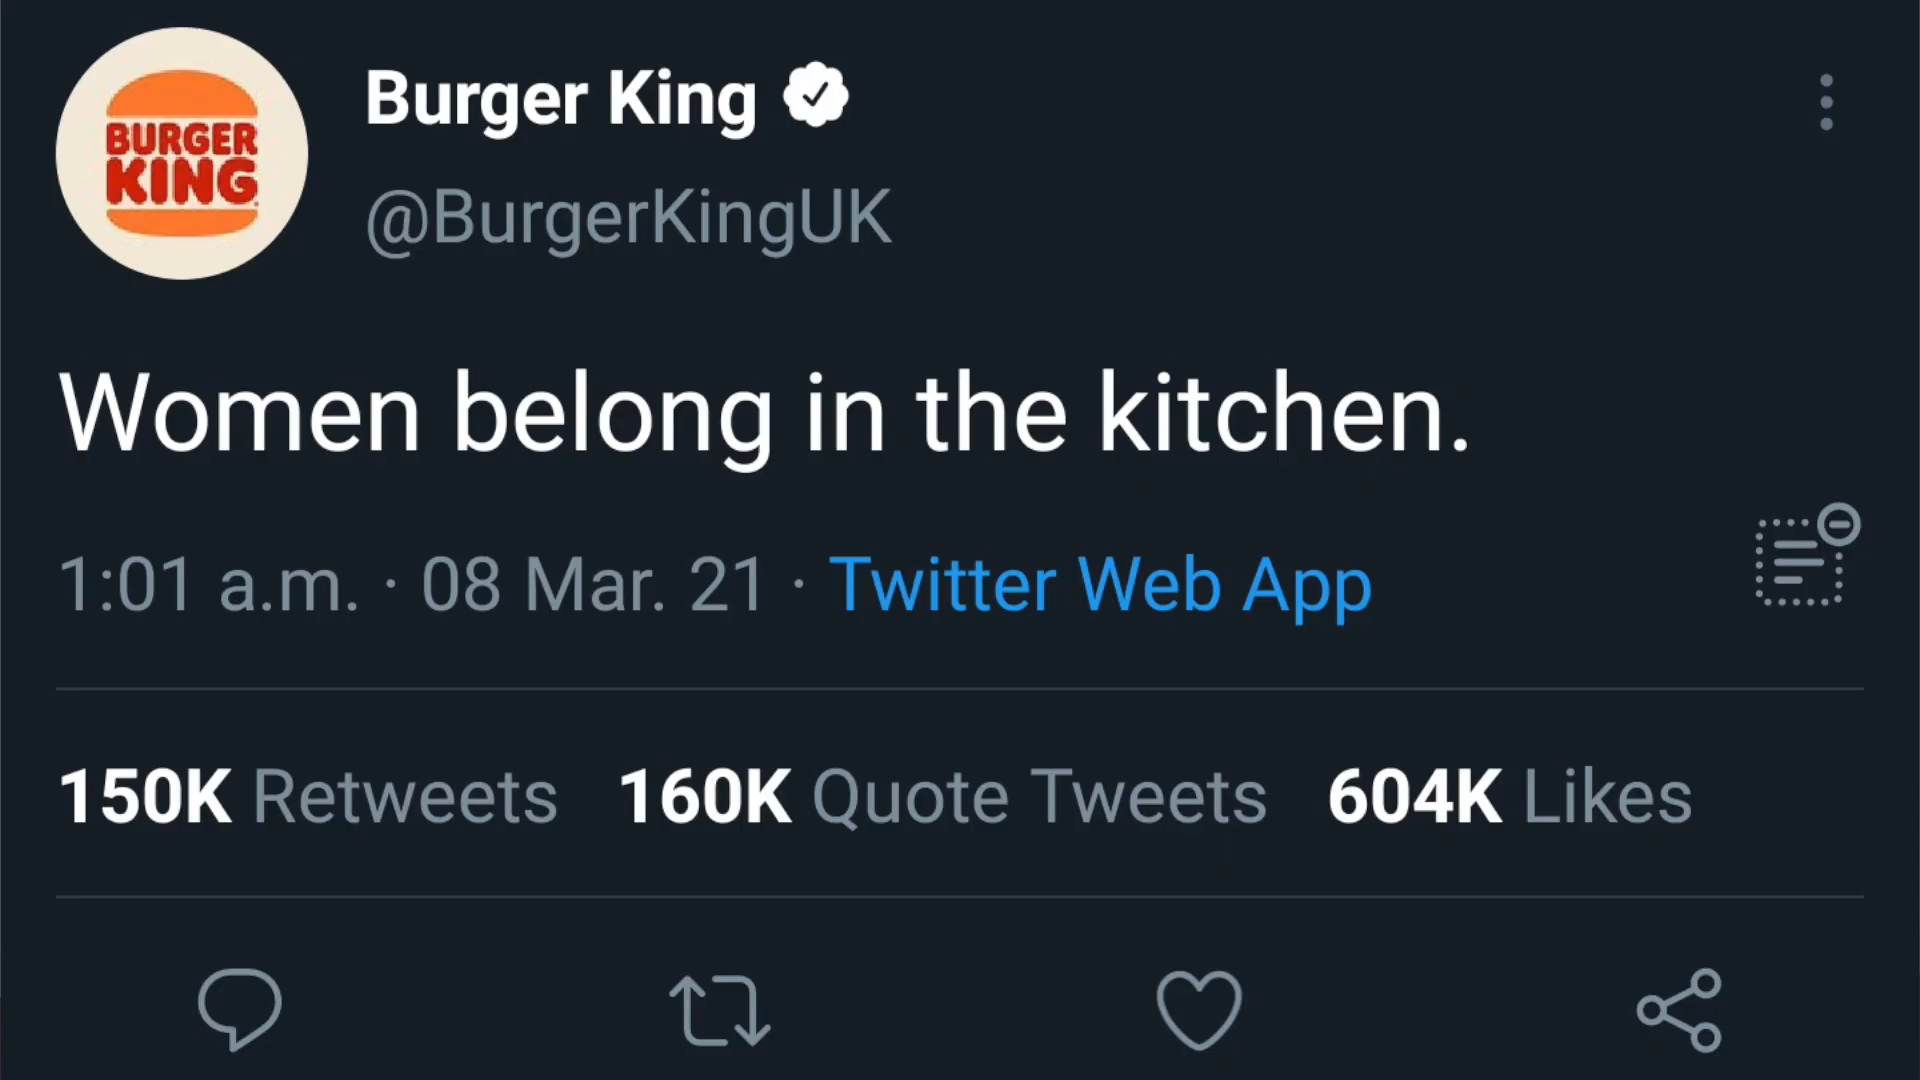 BURGER
KING
Burger King
@BurgerKingUK
Women belong in the kitchen.
1:01 a.m. · 08 Mar. 21 · Twitter Web App
150K Retweets 160K Quote Tweets 604K Likes